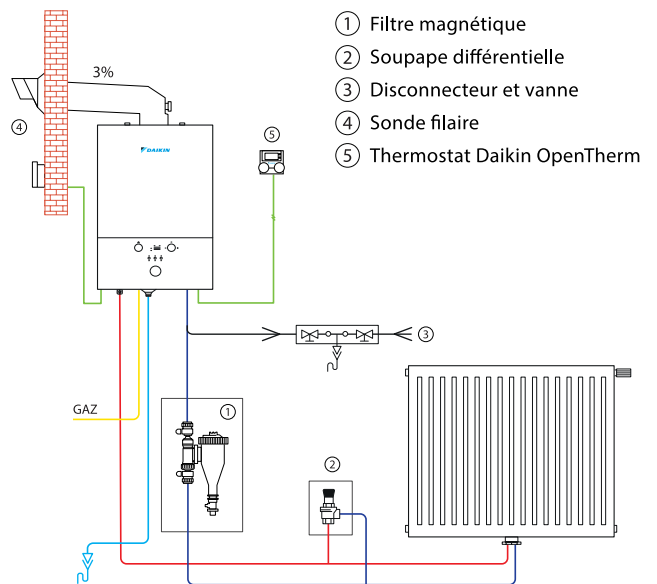 ① Filtre magnétique
② Soupape différentielle
③ Disconnecteur et vanne
④ Sonde filaire
⑤ Thermostat Daikin OpenTherm
3%
④
⑤
DAIKIN
③
①
GAZ
②